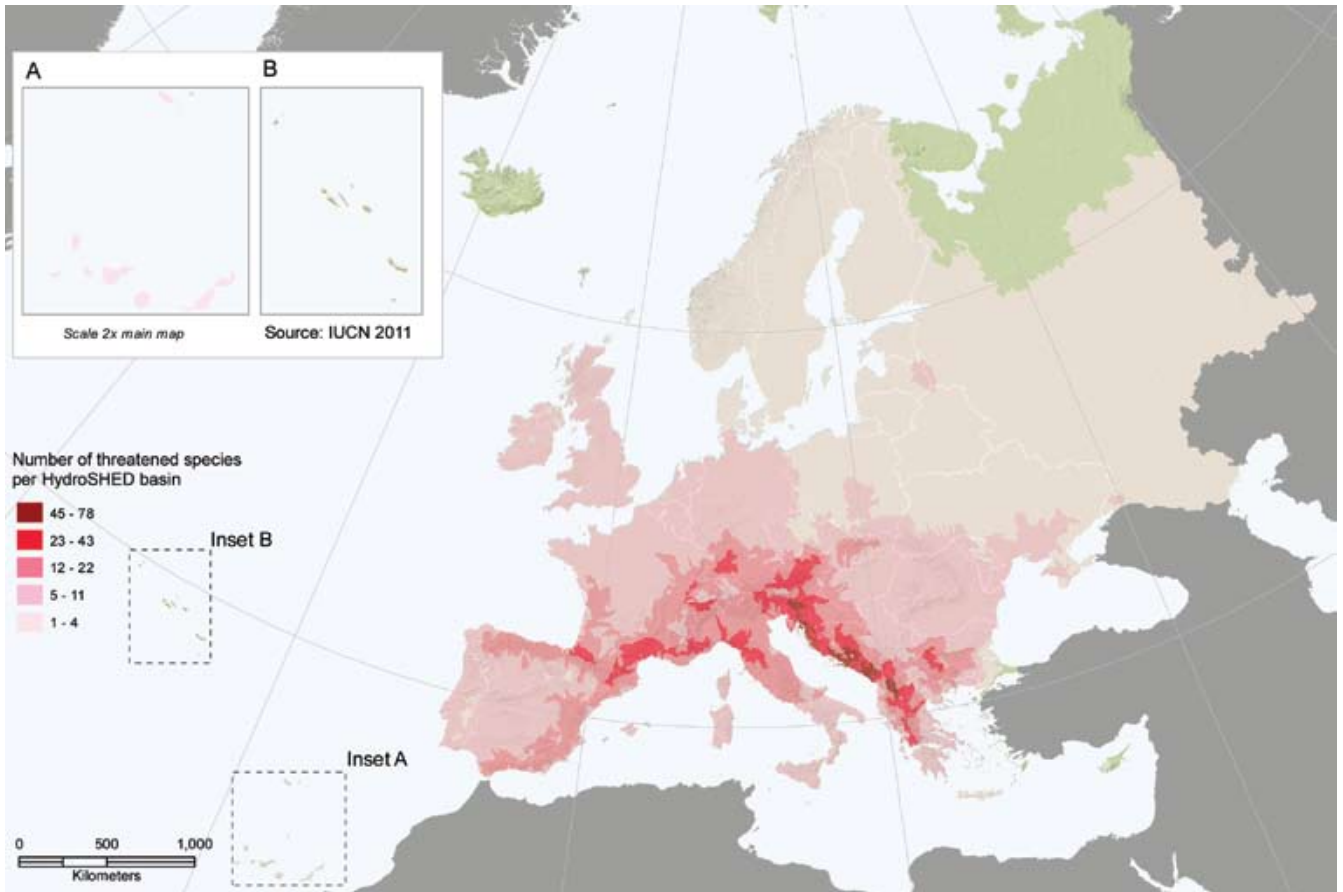 A
B
Scale 2x main map
Source: IUCN 2011
Number of threatened species
per HydroSHED basin
45 - 78
23 - 43
12 - 22
5 - 11
1 - 4
Inset B
Inset A
0 500 1,000
Kilometers